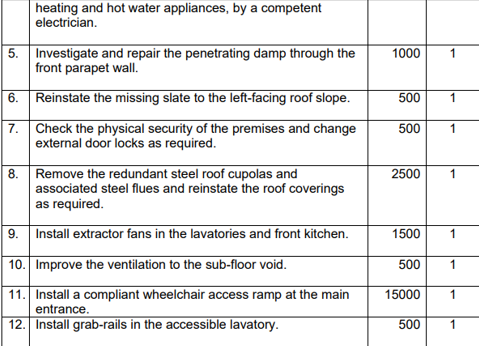 heating and hot water appliances, by a competent
electrician.
5. Investigate and repair the penetrating damp through the 1000 1
front parapet wall.
6. Reinstate the missing slate to the left-facing roof slope. 500 1
7. Check the physical security of the premises and change 500 1
external door locks as required.
8. Remove the redundant steel roof cupolas and 2500 1
associated steel flues and reinstate the roof coverings
as required.
9. Install extractor fans in the lavatories and front kitchen. 1500 1
10. Improve the ventilation to the sub-floor void. 500 1
11. Install a compliant wheelchair access ramp at the main 15000 1
entrance.
12. Install grab-rails in the accessible lavatory. 500 1